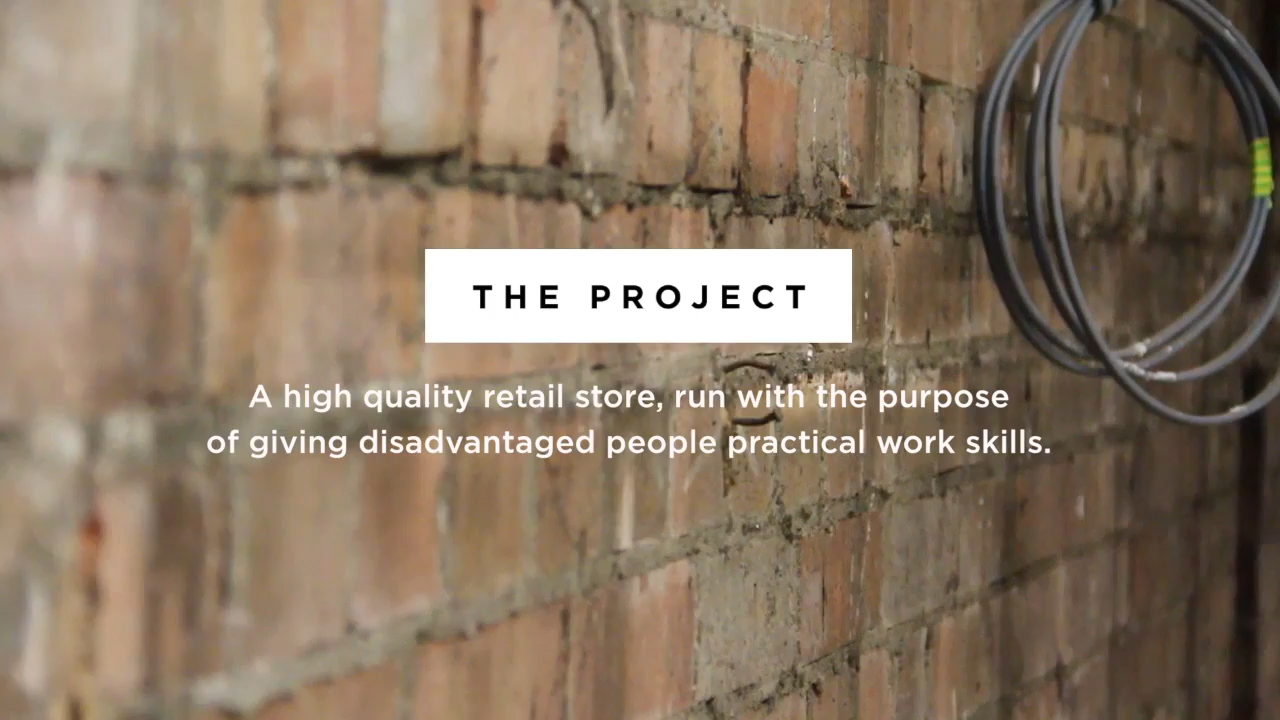 THE PROJECT
A high quality retail store, run with the purpose
of giving disadvantaged people practical work skills.